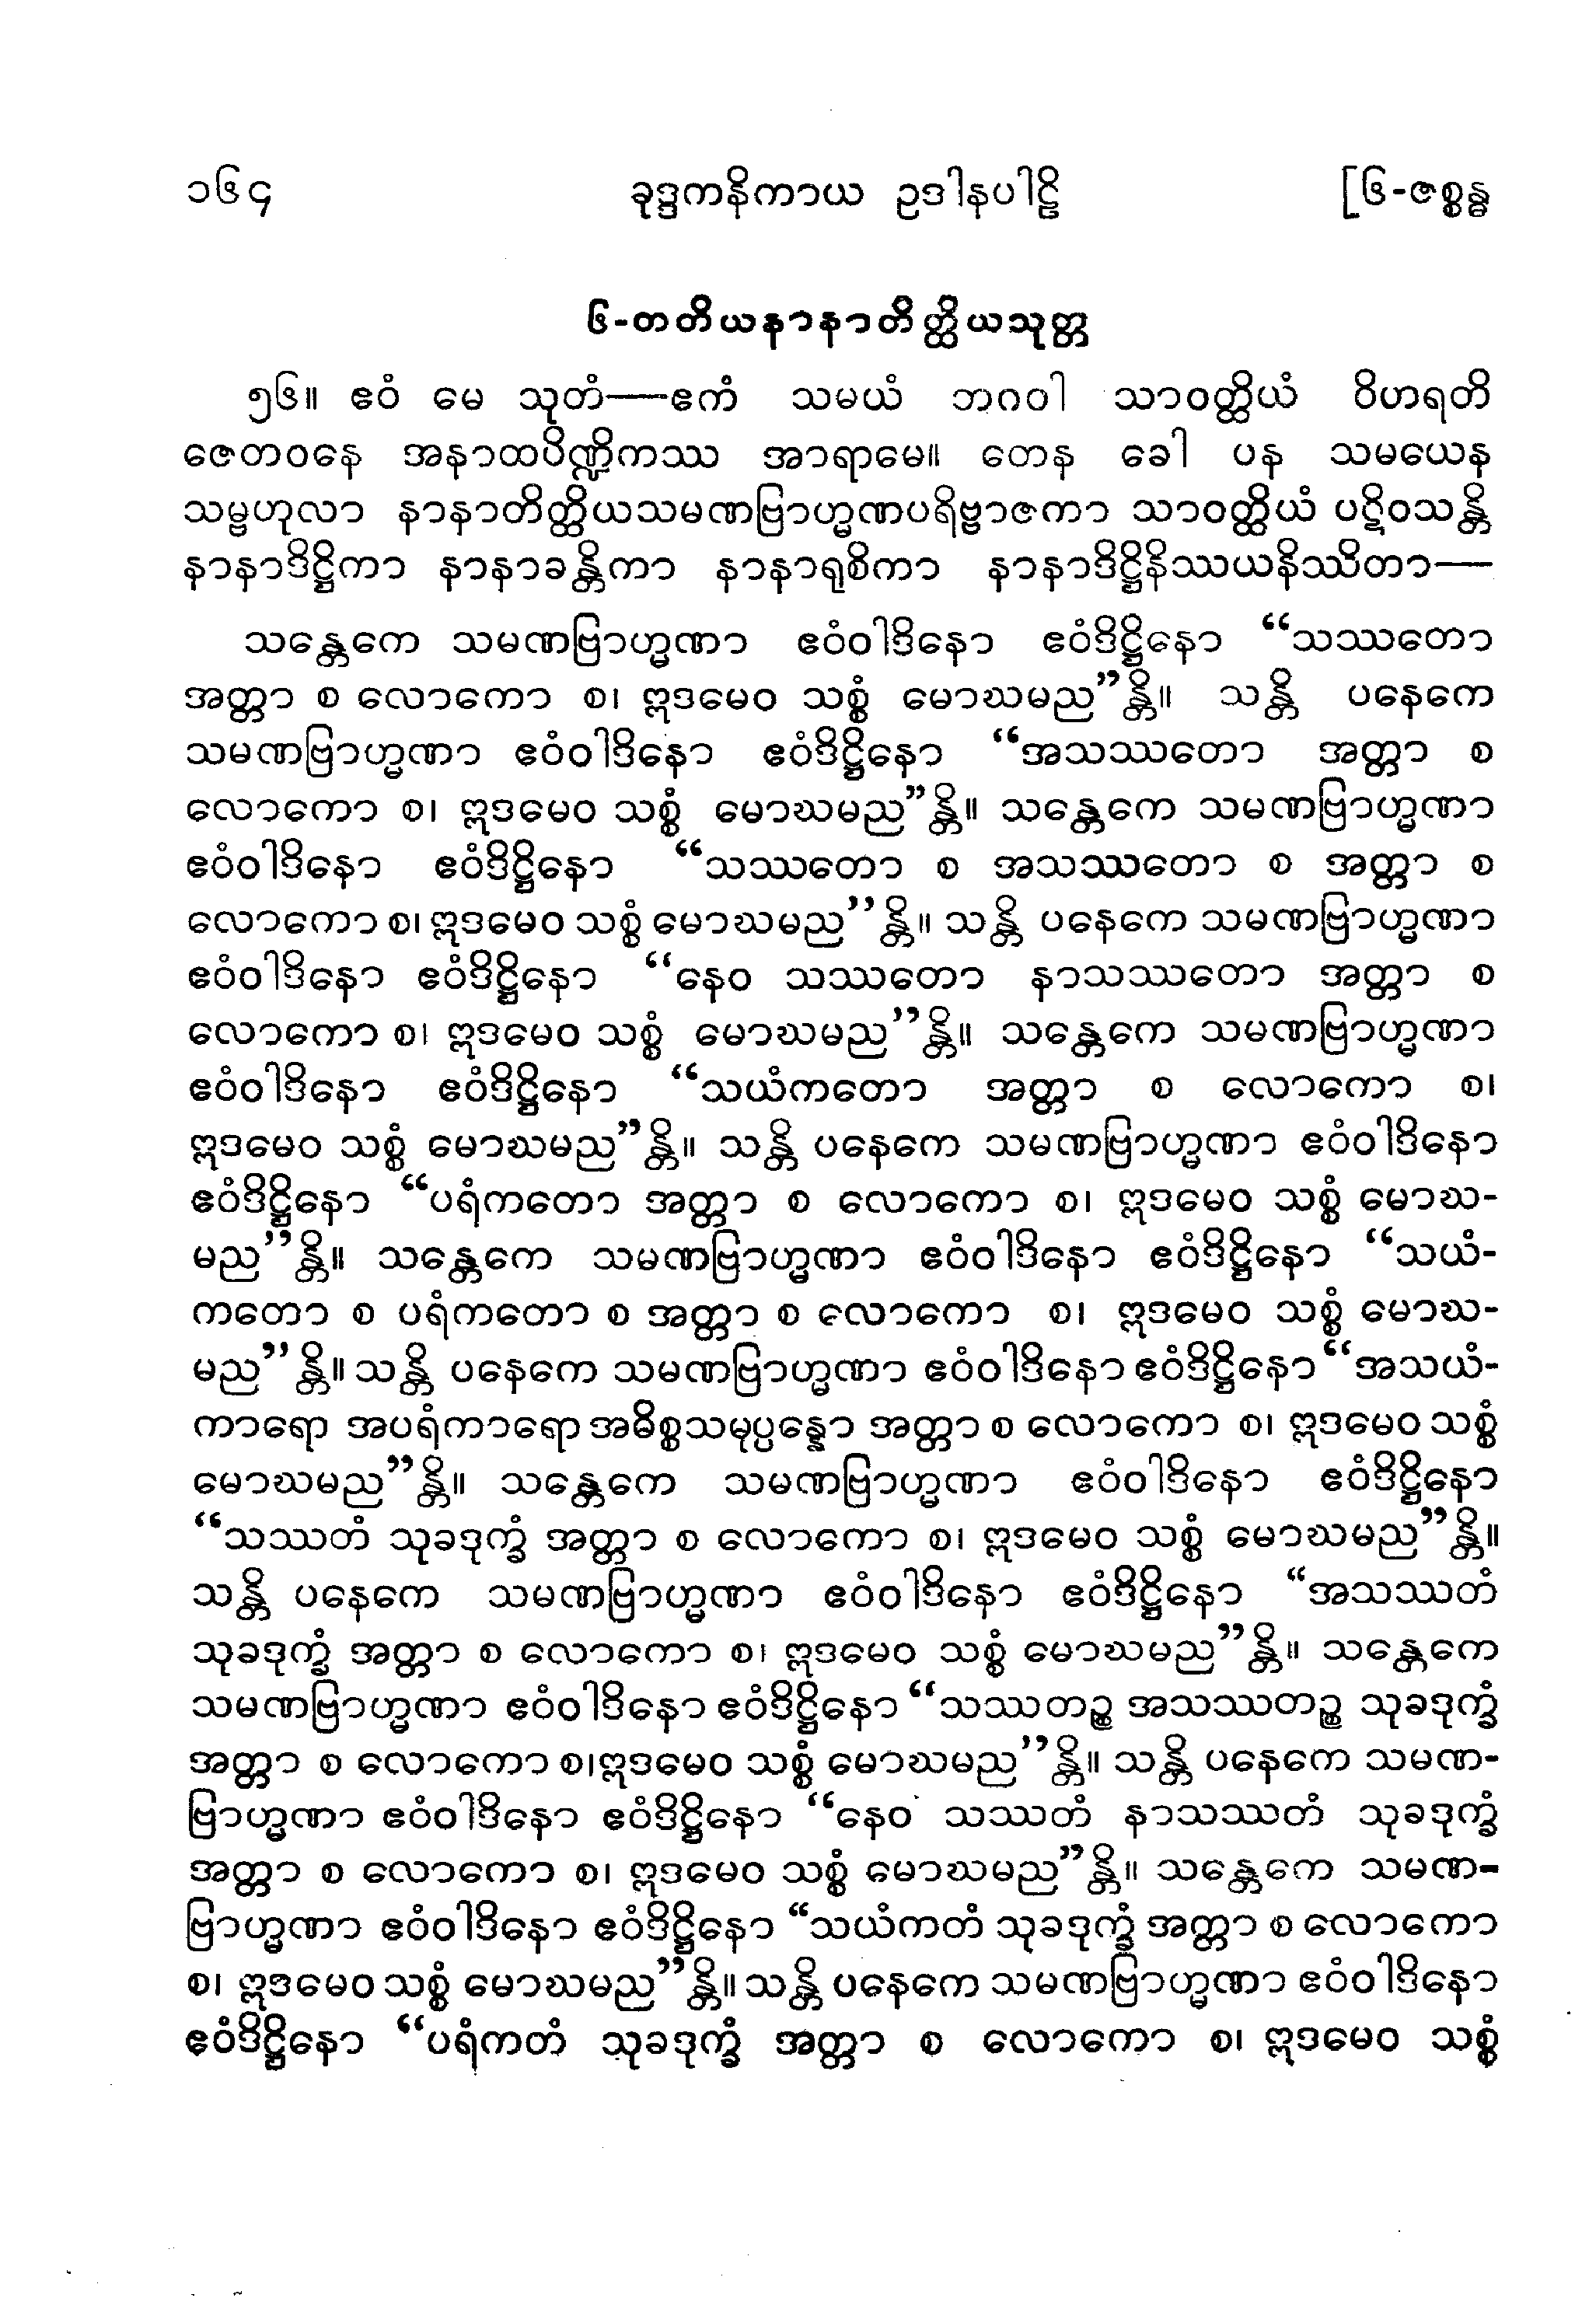 ၁၆၄ ခုဒ္ဒကနိကာယ ဥဒါနပါဠိ [၆-ဇစ္စန္ဓ
၆-တတိယနာနာတိတ္ထိယသုတ္တ
၅၆။ ဧဝံ မေ သုတံ—ဧကံ သမယံ ဘဂဝါ သာဝတ္ထိယံ ဝိဟရတိ
ဇေတဝနေ အနာထပိဏ္ဍိကဿ အာရာမေ။ တေန ခေါ ပန သမယေန
သမ္ဗဟုလာ နာနာတိတ္ထိယသမဏဗြာဟ္မဏပရိဗ္ဗာဇကာ သာဝတ္ထိယံ ပဋိဝသန္တိ
နာနာဒိဋ္ဌိကာ နာနာခန္တိကာ နာနာရုစိကာ နာနာဒိဋ္ဌိနိဿယနိဿိတာ—
သန္တေကေ သမဏဗြာဟ္မဏာ ဧဝံဝါဒိနော ဧဝံဒိဋ္ဌိနော “သဿတော
အတ္တာ စ လောကော စ၊ ဣဒမေဝ သစ္စံ မောဃမည”န္တိ။ သန္တိ ပနေကေ
သမဏဗြာဟ္မဏာ ဧဝံဝါဒိနော ဧဝံဒိဋ္ဌိနော “အသဿတော အတ္တာ စ
လောကော စ၊ ဣဒမေဝ သစ္စံ မောဃမည”န္တိ။ သန္တေကေ သမဏဗြာဟ္မဏာ
ဧဝံဝါဒိနော ဧဝံဒိဋ္ဌိနော “သဿတော စ အသဿတော စ အတ္တာ စ
လောကော စ၊ ဣဒမေဝ သစ္စံ မောဃမည”န္တိ။ သန္တိ ပနေကေ သမဏဗြာဟ္မဏာ
ဧဝံဝါဒိနော ဧဝံဒိဋ္ဌိနော “နေဝ သဿတော နာသဿတော အတ္တာ စ
လောကော စ၊ ဣဒမေဝ သစ္စံ မောဃမည”န္တိ။ သန္တေကေ သမဏဗြာဟ္မဏာ
ဧဝံဝါဒိနော ဧဝံဒိဋ္ဌိနော “သယံကတော အတ္တာ စ လောကော စ၊
ဣဒမေဝ သစ္စံ မောဃမည”န္တိ။ သန္တိ ပနေကေ သမဏဗြာဟ္မဏာ ဧဝံဝါဒိနော
ဧဝံဒိဋ္ဌိနော “ပရံကတော အတ္တာ စ လောကော စ၊ ဣဒမေဝ သစ္စံ မောဃ-
မည”န္တိ။ သန္တေကေ သမဏဗြာဟ္မဏာ ဧဝံဝါဒိနော ဧဝံဒိဋ္ဌိနော “သယံ-
ကတော စ ပရံကတော စ အတ္တာ စ လောကော စ၊ ဣဒမေဝ သစ္စံ မောဃ-
မည”န္တိ။ သန္တိ ပနေကေ သမဏဗြာဟ္မဏာ ဧဝံဝါဒိနော ဧဝံဒိဋ္ဌိနော “အသယံ-
ကာရော အပရံကာရော အဓိစ္စသမုပ္ပန္နော အတ္တာ စ လောကော စ၊ ဣဒမေဝ သစ္စံ
မောဃမည”န္တိ။ သန္တေကေ သမဏဗြာဟ္မဏာ ဧဝံဝါဒိနော ဧဝံဒိဋ္ဌိနော
“သဿတံ သုခဒုက္ခံ အတ္တာ စ လောကော စ၊ ဣဒမေဝ သစ္စံ မောဃမည”န္တိ။
သန္တိ ပနေကေ သမဏဗြာဟ္မဏာ ဧဝံဝါဒိနော ဧဝံဒိဋ္ဌိနော “အသဿတံ
သုခဒုက္ခံ အတ္တာ စ လောကော စ၊ ဣဒမေဝ သစ္စံ မောဃမည”န္တိ။ သန္တေကေ
သမဏဗြာဟ္မဏာ ဧဝံဝါဒိနော ဧဝံဒိဋ္ဌိနော “သဿတဉ္စ အသဿတဉ္စ သုခဒုက္ခံ
အတ္တာ စ လောကော စ၊ဣဒမေဝ သစ္စံ မောဃမည”န္တိ။ သန္တိ ပနေကေ သမဏ-
ဗြာဟ္မဏာ ဧဝံဝါဒိနော ဧဝံဒိဋ္ဌိနော “နေဝ သဿတံ နာသဿတံ သုခဒုက္ခံ
အတ္တာ စ လောကော စ၊ ဣဒမေဝ သစ္စံ မောဃမည”န္တိ။ သန္တေကေ သမဏ-
ဗြာဟ္မဏာ ဧဝံဝါဒိနော ဧဝံဒိဋ္ဌိနော “သယံကတံ သုခဒုက္ခံ အတ္တာ စ လောကော
စ၊ ဣဒမေဝ သစ္စံ မောဃမည”န္တိ။ သန္တိ ပနေကေ သမဏဗြာဟ္မဏာ ဧဝံဝါဒိနော
ဧဝံဒိဋ္ဌိနော “ပရံကတံ သုခဒုက္ခံ အတ္တာ စ လောကော စ၊ ဣဒမေဝ သစ္စံ